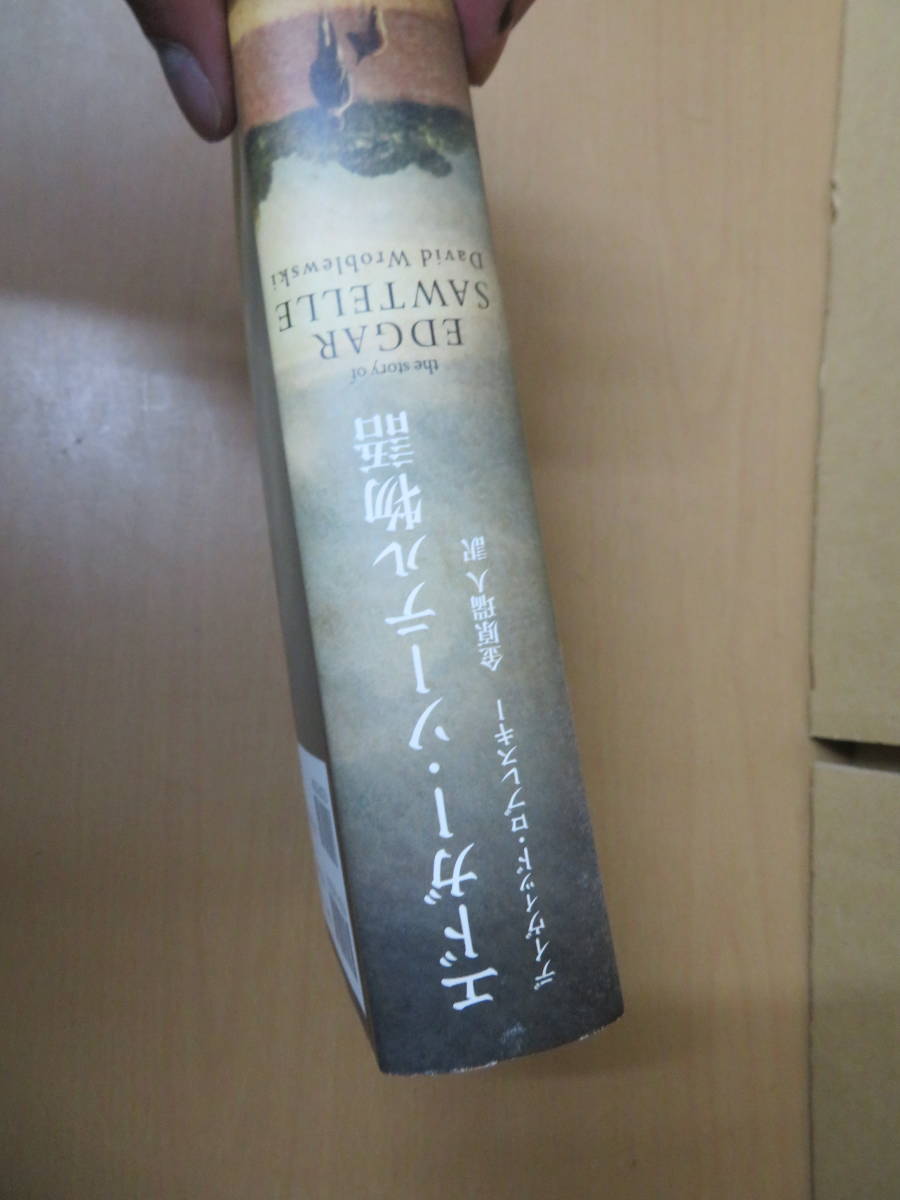 エドガー・ソーテル物語
デイヴィッド・ロブレスキー 金原瑞人 訳
the story of
EDGAR
SAWTELLE
David Wroblewski